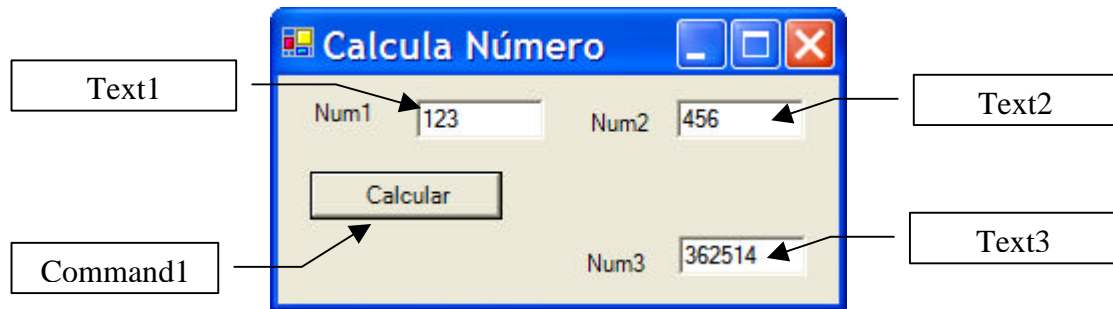 Calcula Número
Text1
Num1
123
Num2
456
Text2
Calcular
Command1
Num3
362514
Text3